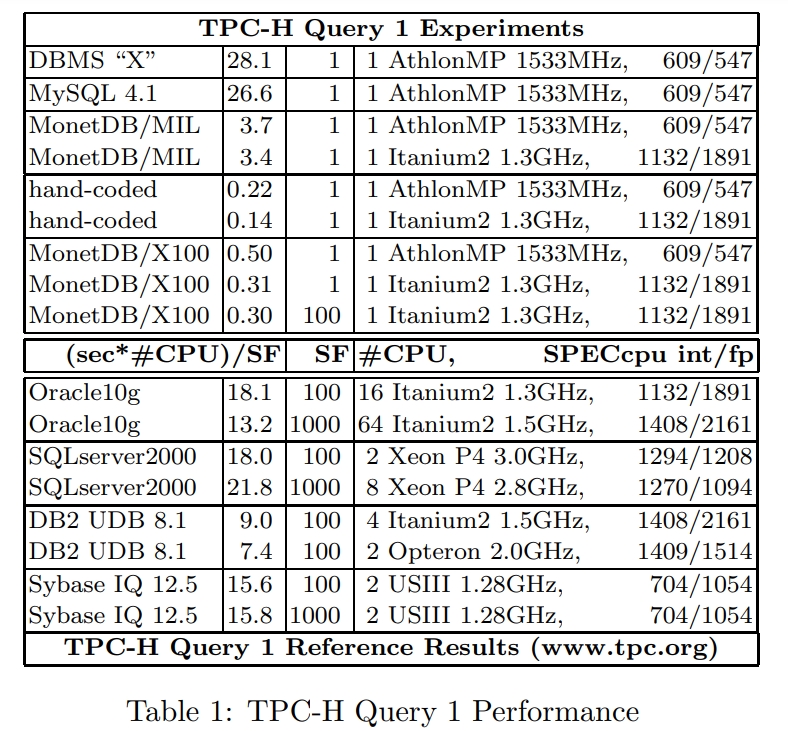 TPC-H Query 1 Experiments
DBMS “X” 28.1 1 1 AthlonMP 1533MHz, 609/547
MySQL 4.1 26.6 1 1 AthlonMP 1533MHz, 609/547
MonetDB/MIL 3.7 1 1 AthlonMP 1533MHz, 609/547
MonetDB/MIL 3.4 1 1 Itanium2 1.3GHz, 1132/1891
hand-coded 0.22 1 1 AthlonMP 1533MHz, 609/547
hand-coded 0.14 1 1 Itanium2 1.3GHz, 1132/1891
MonetDB/X100 0.50 1 1 AthlonMP 1533MHz, 609/547
MonetDB/X100 0.31 1 1 Itanium2 1.3GHz, 1132/1891
MonetDB/X100 0.30 100 1 Itanium2 1.3GHz, 1132/1891
(sec*#CPU)/SF SF #CPU, SPECcpu int/fp
Oracle10g 18.1 100 16 Itanium2 1.3GHz, 1132/1891
Oracle10g 13.2 1000 64 Itanium2 1.5GHz, 1408/2161
SQLserver2000 18.0 100 2 Xeon P4 3.0GHz, 1294/1208
SQLserver2000 21.8 1000 8 Xeon P4 2.8GHz, 1270/1094
DB2 UDB 8.1 9.0 100 4 Itanium2 1.5GHz, 1408/2161
DB2 UDB 8.1 7.4 100 2 Opteron 2.0GHz, 1409/1514
Sybase IQ 12.5 15.6 100 2 USIII 1.28GHz, 704/1054
Sybase IQ 12.5 15.8 1000 2 USIII 1.28GHz, 704/1054
TPC-H Query 1 Reference Results (www.tpc.org)
Table 1: TPC-H Query 1 Performance